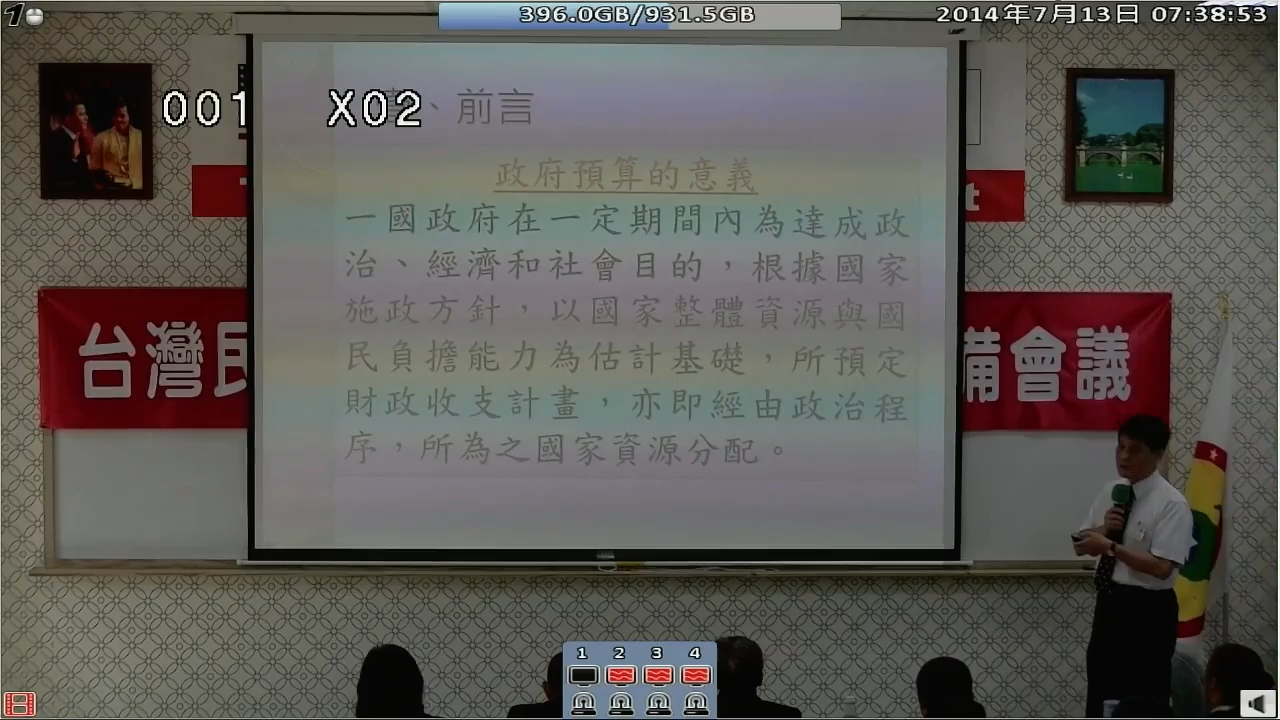 1
396.0GB/931.5GB
2014年7月13日 07:38:53
001
X02
、前言
政府預算的意義
一國政府在一定期間內為達成政
治、經濟和社會目的，根據國家
施政方針，以國家整體資源與國
民負擔能力為估計基礎，所預定
財政收支計畫，亦即經由政治程
序，所為之國家資源分配。
t
台灣民
備會議
1 2 3 4